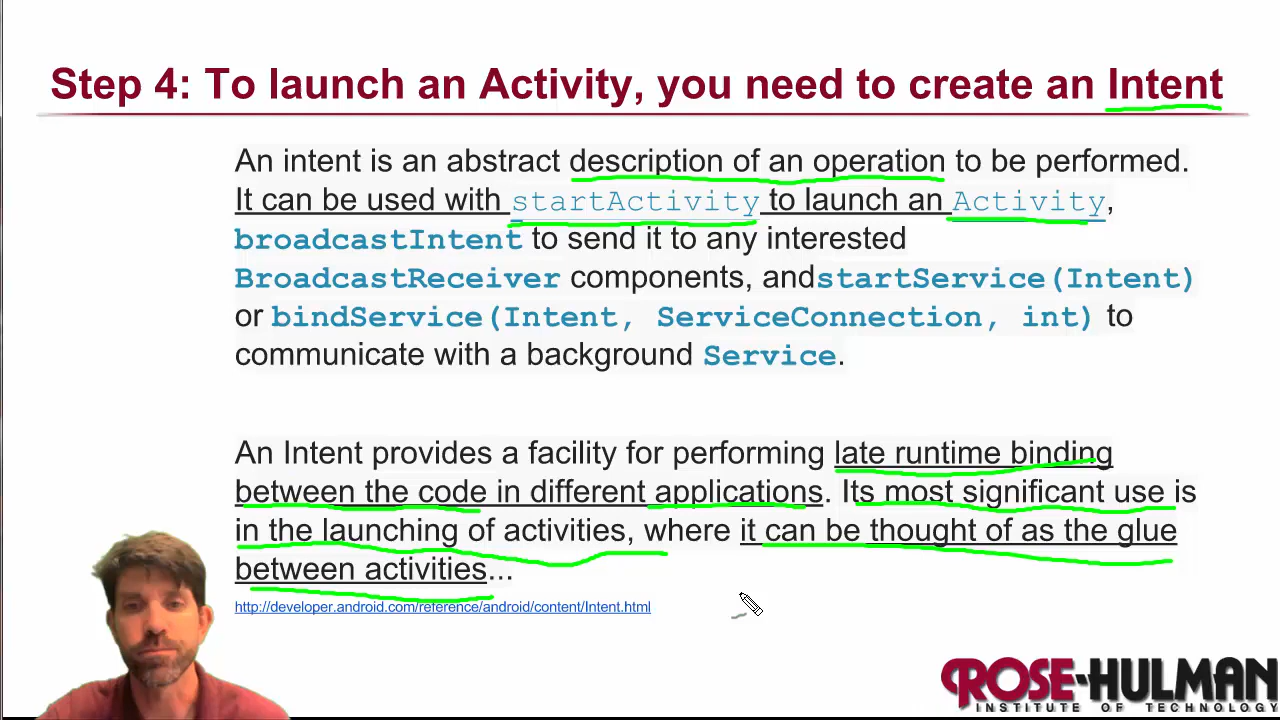 Step 4: To launch an Activity, you need to create an Intent
An intent is an abstract description of an operation to be performed.
It can be used with startActivity to launch an Activity,
broadcastIntent to send it to any interested
BroadcastReceiver components, andstartService(Intent)
or bindService(Intent, ServiceConnection, int) to
communicate with a background Service.
An Intent provides a facility for performing late runtime binding
between the code in different applications. Its most significant use is
in the launching of activities, where it can be thought of as the glue
between activities...
http://developer.android.com/reference/android/content/Intent.html
ROSE-HULMAN
INSTITUTE OF TECHNOLOGY